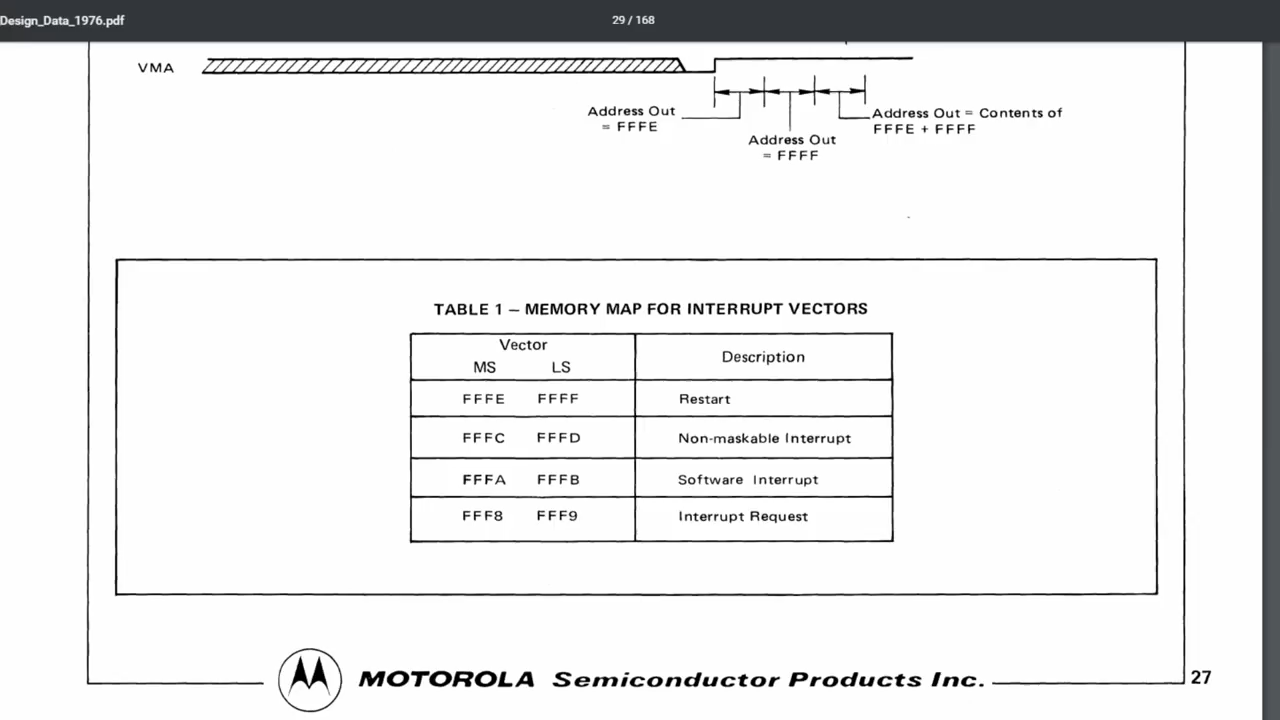 Design_Data_1976.pdf
29 / 168
VMA
Address Out
= FFFE
Address Out
= FFFF
Address Out = Contents of
FFFE + FFFF
TABLE 1 – MEMORY MAP FOR INTERRUPT VECTORS
Vector
MS LS
Description
FFFE FFFF Restart
FFFC FFFD Non-maskable Interrupt
FFFA FFFB Software Interrupt
FFF8 FFF9 Interrupt Request
MOTOROLA Semiconductor Products Inc.
27